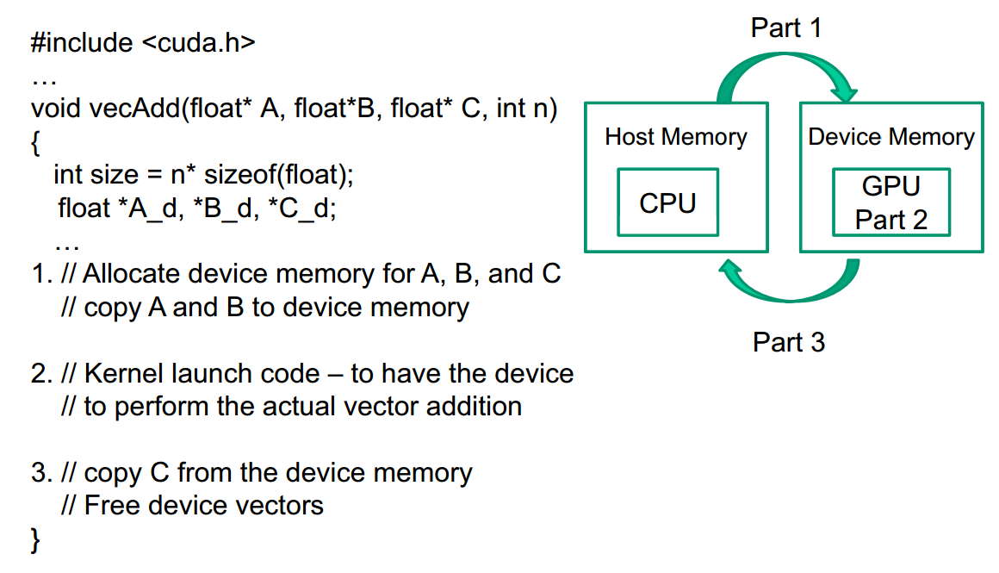 #include <cuda.h>
…
void vecAdd(float* A, float*B, float* C, int n)
{
int size = n* sizeof(float);
float *A_d, *B_d, *C_d;
…
1. // Allocate device memory for A, B, and C
// copy A and B to device memory
2. // Kernel launch code – to have the device
// to perform the actual vector addition
3. // copy C from the device memory
// Free device vectors
}
Part 1
Host Memory
CPU
Device Memory
GPU
Part 2
Part 3